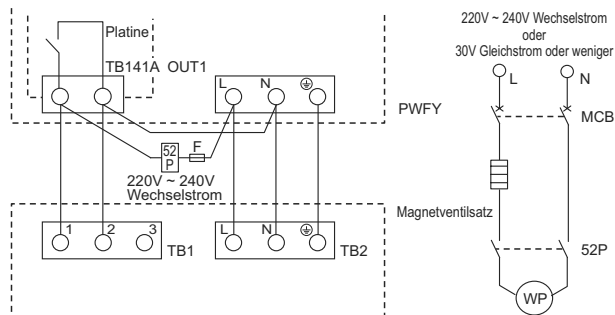 Platine
TB141A OUT1
L N
PWFY
52
P
F
220V ~ 240V
Wechselstrom
1 2 3
TB1
L N
TB2
Magnetventilsatz
220V ~ 240V Wechselstrom
oder
30V Gleichstrom oder weniger
L N
MCB
52P
WP